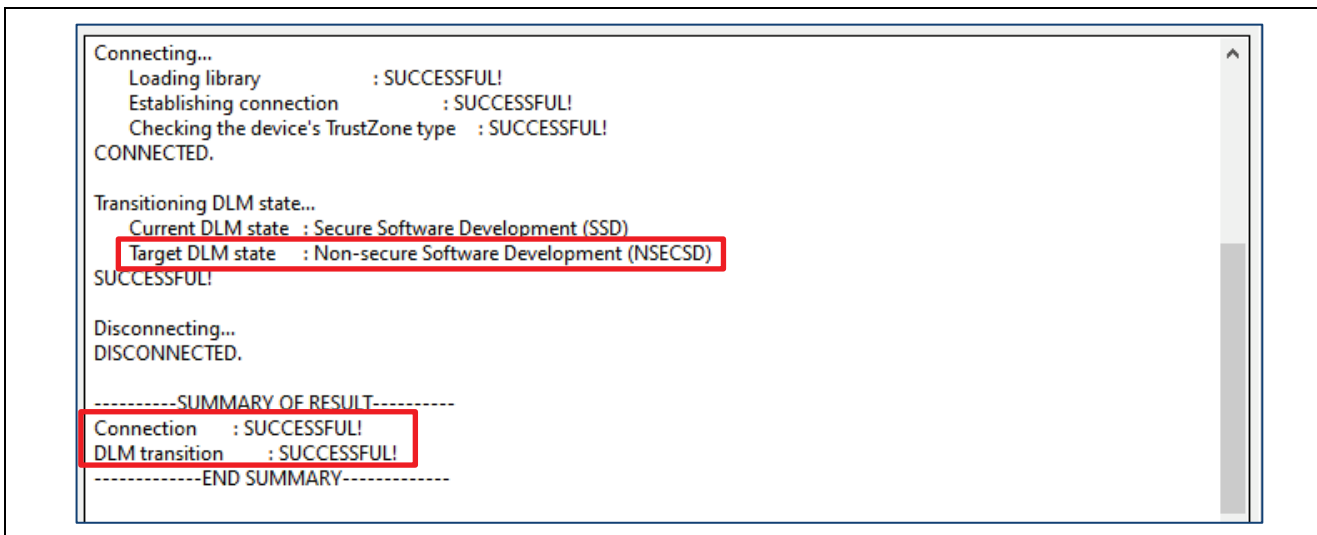 Connecting...
Loading library : SUCCESSFUL!
Establishing connection : SUCCESSFUL!
Checking the device's TrustZone type : SUCCESSFUL!
CONNECTED.
Transitioning DLM state...
Current DLM state : Secure Software Development (SSD)
Target DLM state : Non-secure Software Development (NSECSD)
SUCCESSFUL!
Disconnecting...
DISCONNECTED.
----------SUMMARY OF RESULT----------
Connection : SUCCESSFUL!
DLM transition : SUCCESSFUL!
-------------END SUMMARY-------------